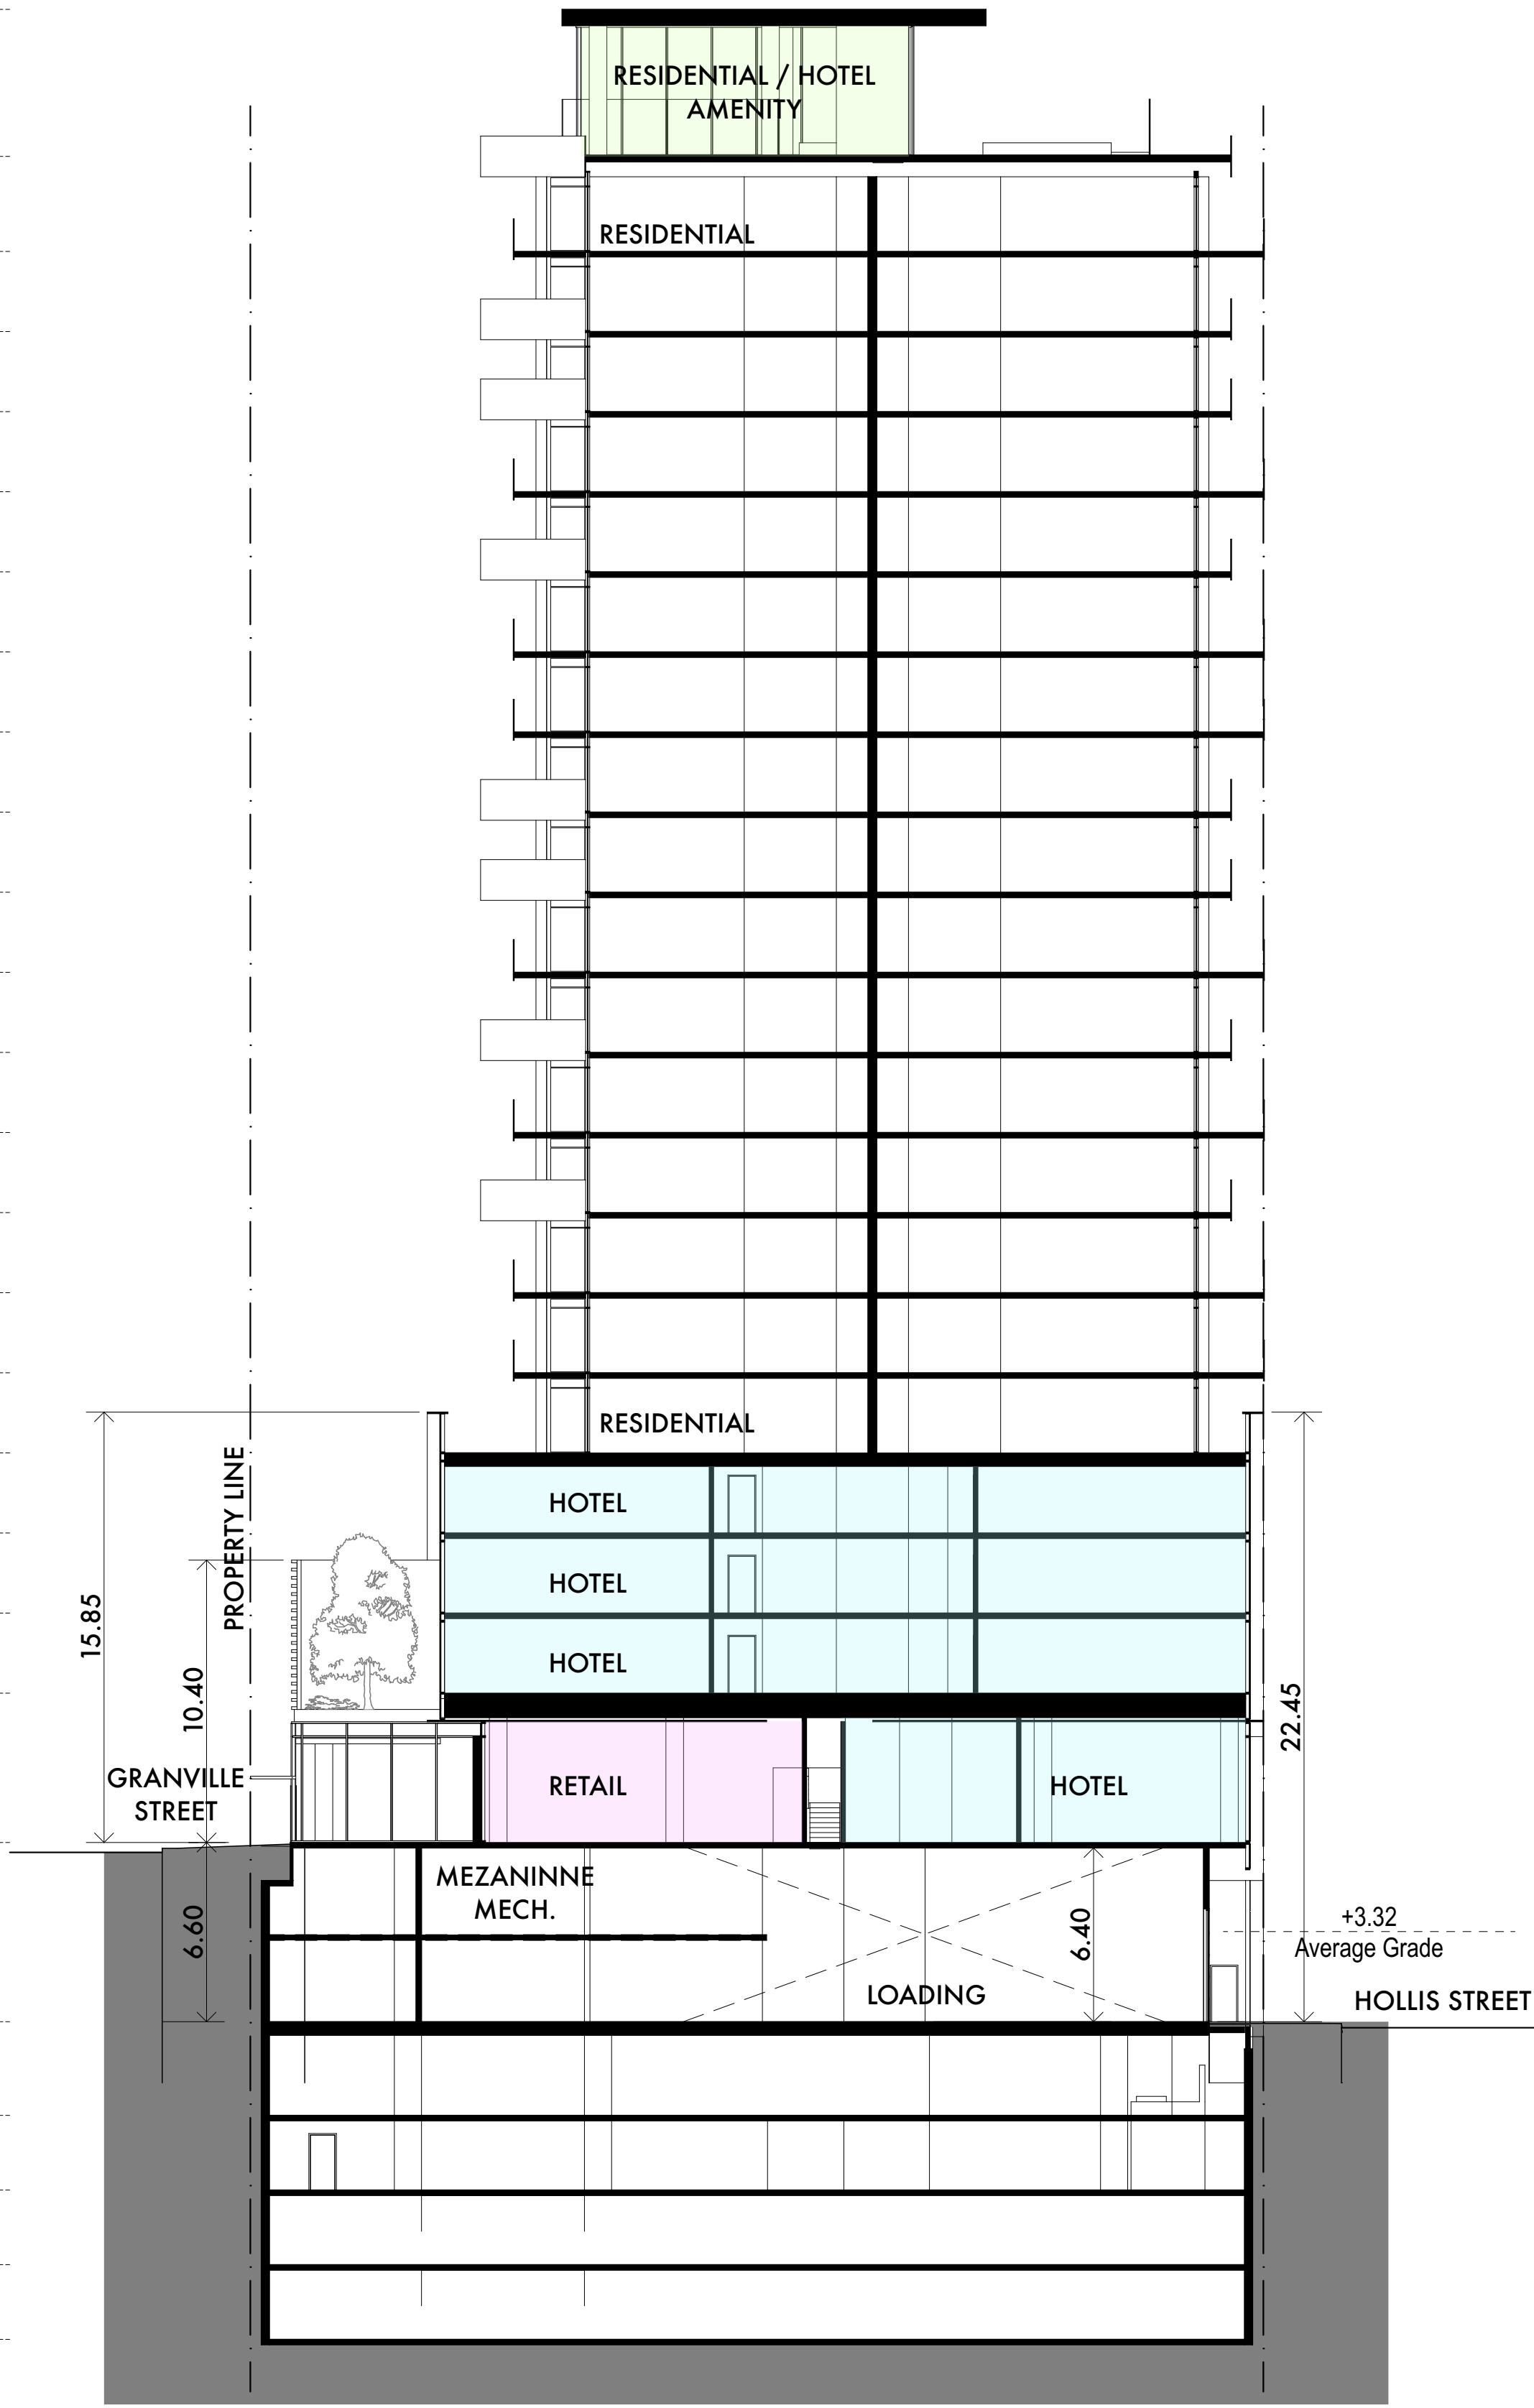 RESIDENTIAL / HOTEL
AMENITY
RESIDENTIAL
RESIDENTIAL
PROPERTY LINE
HOTEL
HOTEL
HOTEL
15.85
10.40
22.45
GRANVILLE
STREET
RETAIL
HOTEL
MEZANINNE
MECH.
6.60
6.40
LOADING
+3.32
Average Grade
HOLLIS STREET